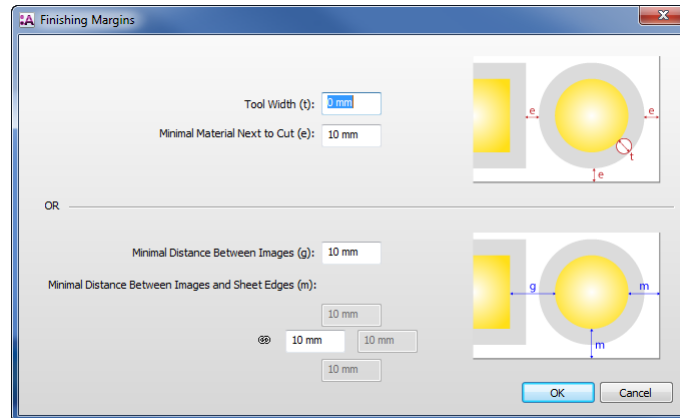 :A Finishing Margins
X
Tool Width (t): 0 mm
Minimal Material Next to Cut (e): 10 mm
e e
t
e
OR
Minimal Distance Between Images (g): 10 mm
Minimal Distance Between Images and Sheet Edges (m):
10 mm
10 mm 10 mm
10 mm
g m
m
OK Cancel